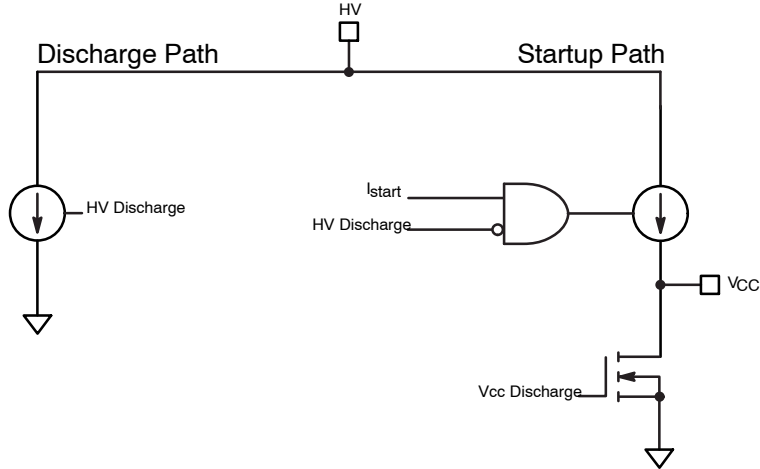 HV
Discharge Path
Startup Path
HV Discharge
Istart
HV Discharge
VCC
Vcc Discharge